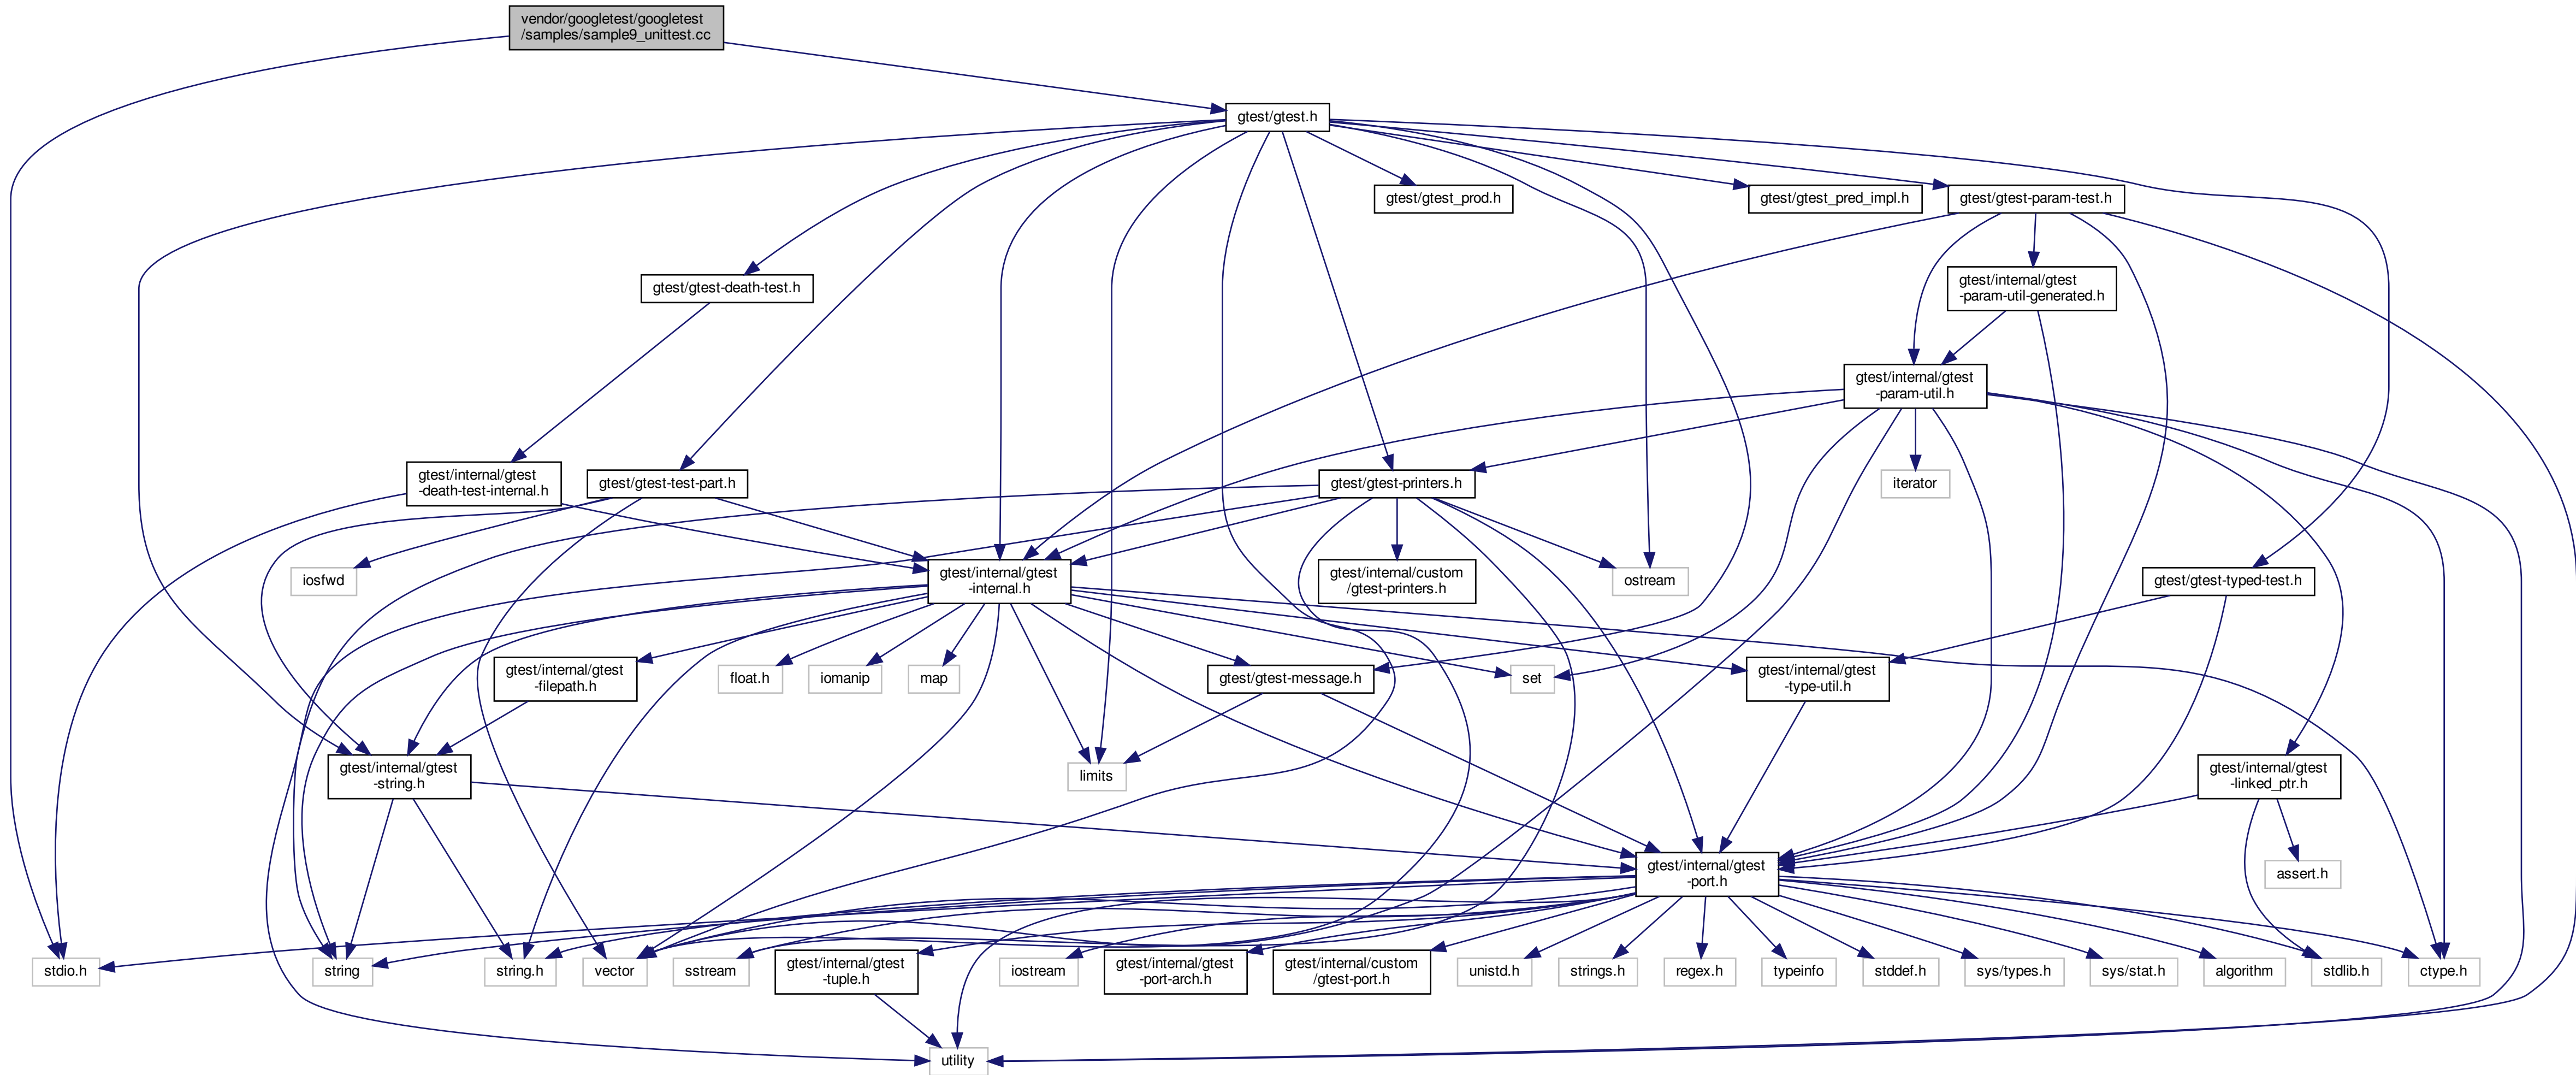 vendor/googletest/googletest
/samples/sample9_unittest.cc
gtest/gtest.h
gtest/gtest_prod.h
gtest/gtest_pred_impl.h
gtest/gtest-param-test.h
gtest/gtest-death-test.h
gtest/internal/gtest
-param-util-generated.h
gtest/internal/gtest
-param-util.h
gtest/internal/gtest
-death-test-internal.h
gtest/gtest-test-part.h
gtest/gtest-printers.h
iterator
iosfwd
gtest/internal/gtest
-internal.h
gtest/internal/custom
/gtest-printers.h
ostream
gtest/gtest-typed-test.h
gtest/internal/gtest
-filepath.h
float.h
iomanip
map
gtest/gtest-message.h
set
gtest/internal/gtest
-type-util.h
gtest/internal/gtest
-string.h
limits
gtest/internal/gtest
-linked_ptr.h
gtest/internal/gtest
-port.h
assert.h
stdio.h
string
string.h
vector
sstream
gtest/internal/gtest
-tuple.h
iostream
gtest/internal/gtest
-port-arch.h
gtest/internal/custom
/gtest-port.h
unistd.h
strings.h
regex.h
typeinfo
stddef.h
sys/types.h
sys/stat.h
algorithm
stdlib.h
ctype.h
utility